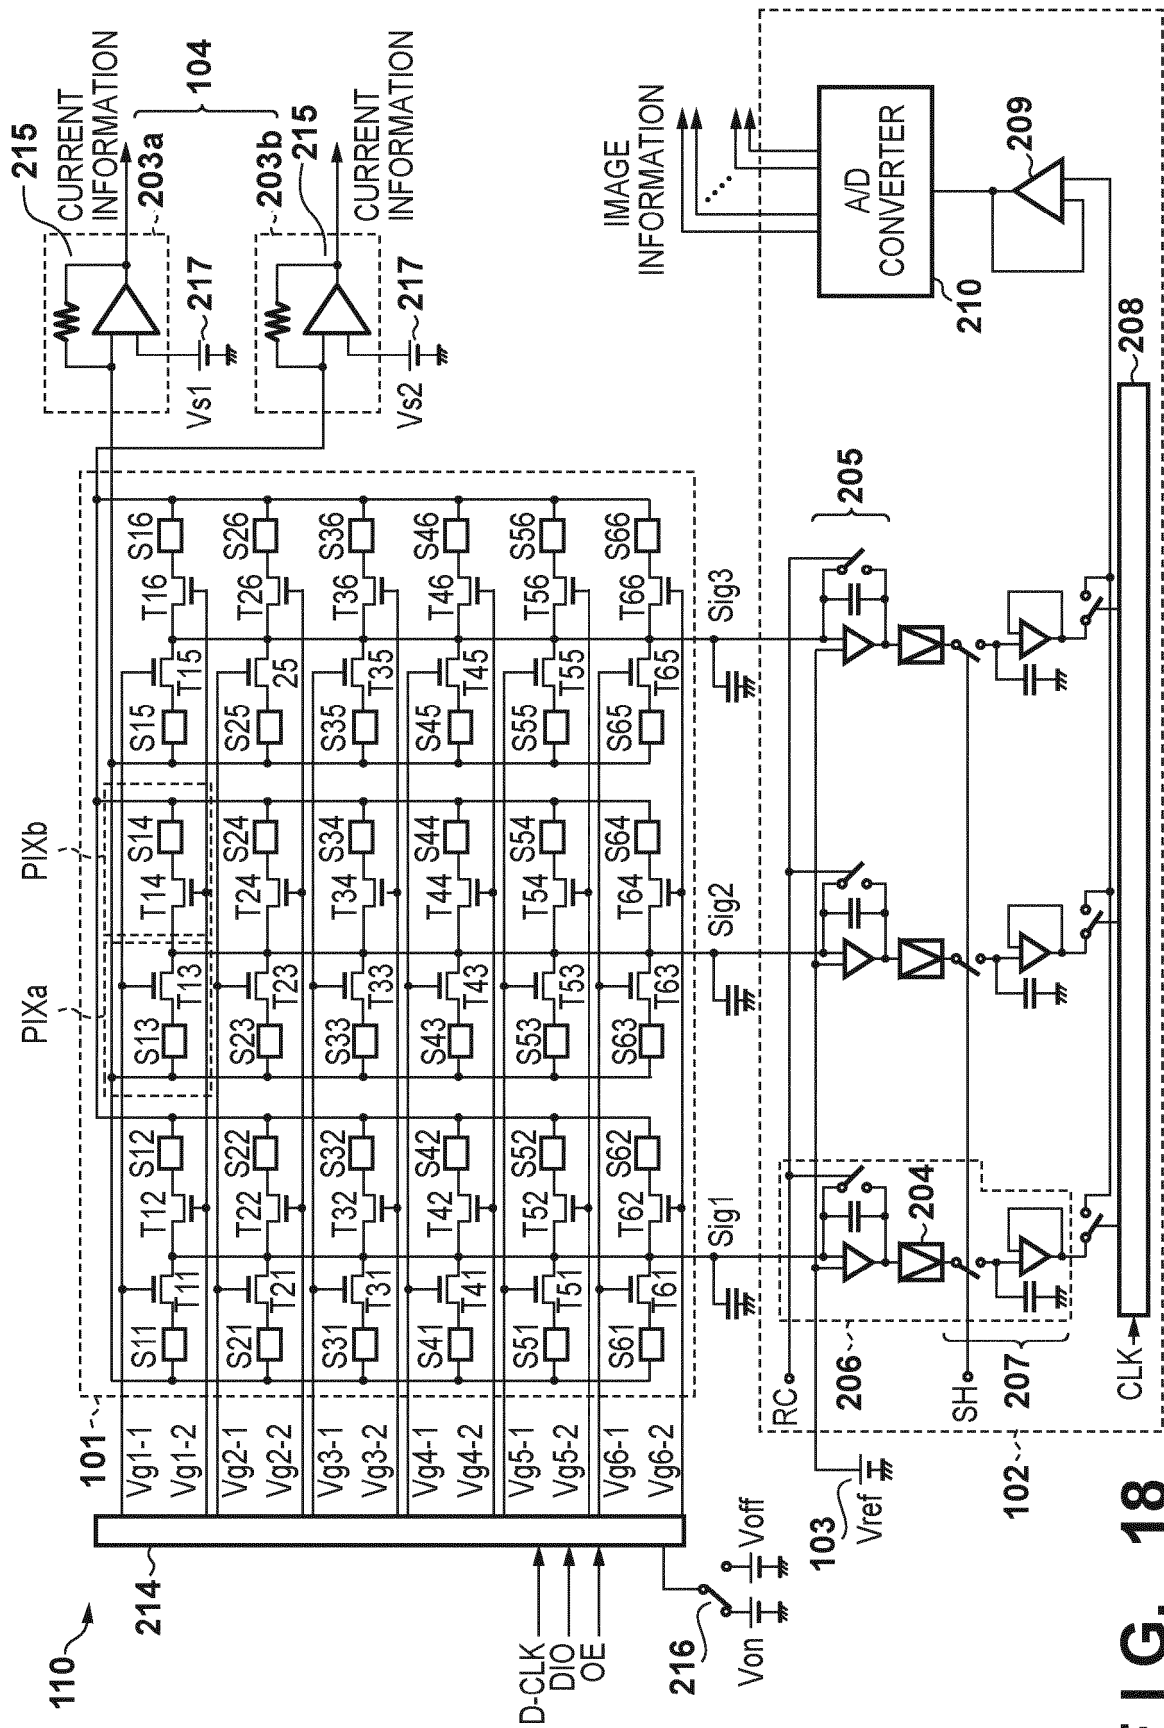 FIG. 18
110
214
D-CLK
DIO
OE
216
Von
Voff
101
Vg1-1
Vg1-2
Vg2-1
Vg2-2
Vg3-1
Vg3-2
Vg4-1
Vg4-2
Vg5-1
Vg5-2
Vg6-1
Vg6-2
PIXa
PIXb
S11 T11 T12 S12 S13 T13 T14 S14 S15 T15 T16 S16
S21 T21 T22 S22 S23 T23 T24 S24 S25 25 T26 S26
S31 T31 T32 S32 S33 T33 T34 S34 S35 T35 T36 S36
S41 T41 T42 S42 S43 T43 T44 S44 S45 T45 T46 S46
S51 T51 T52 S52 S53 T53 T54 S54 S55 T55 T56 S56
S61 T61 T62 S62 S63 T63 T64 S64 S65 T65 T66 S66
Sig1
Sig2
Sig3
215
CURRENT
INFORMATION
203a
104
217
Vs1
203b
215
CURRENT
INFORMATION
217
Vs2
103
Vref
102
RC
206
SH
207
204
205
CLK
208
209
210
A/D
CONVERTER
IMAGE
INFORMATION